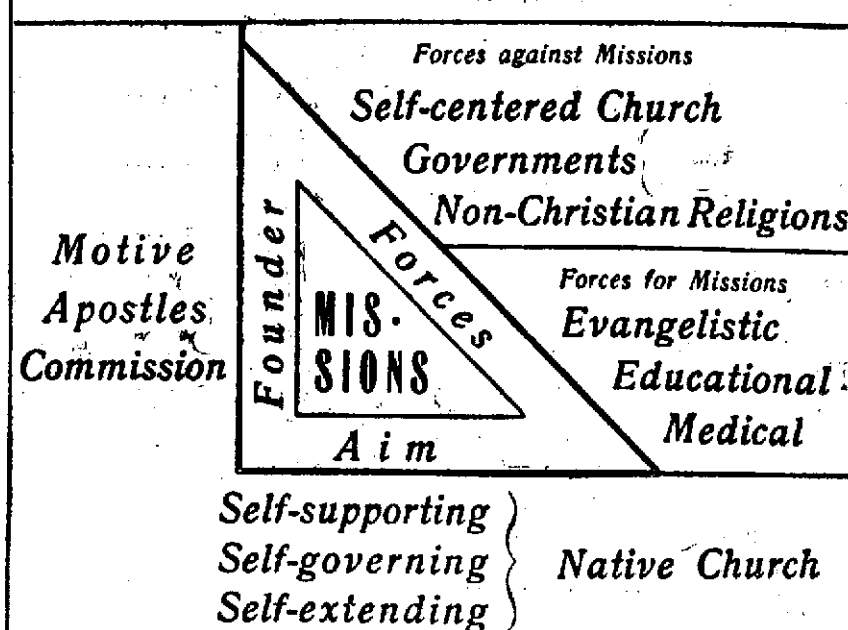 Forces against Missions
Self-centered Church
Governments
Non-Christian Religions
Motive
Apostles
Commission
Founder
Forces
MIS-
SIONS
Aim
Forces for Missions
Evangelistic
Educational
Medical
Self-supporting
Self-governing
Self-extending
Native Church